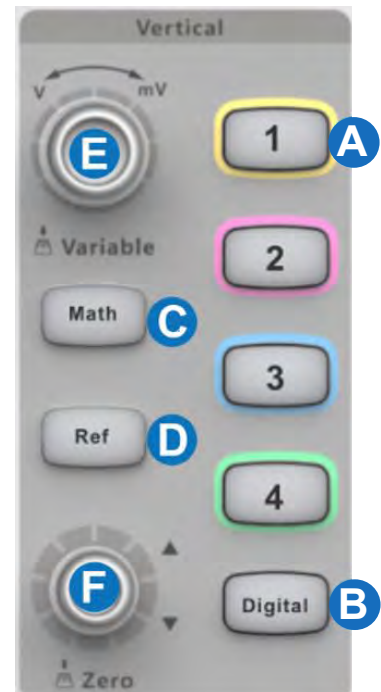 Vertical
V mV
E
1 A
Variable
2
Math C
3
Ref D
4
F
Digital B
Zero